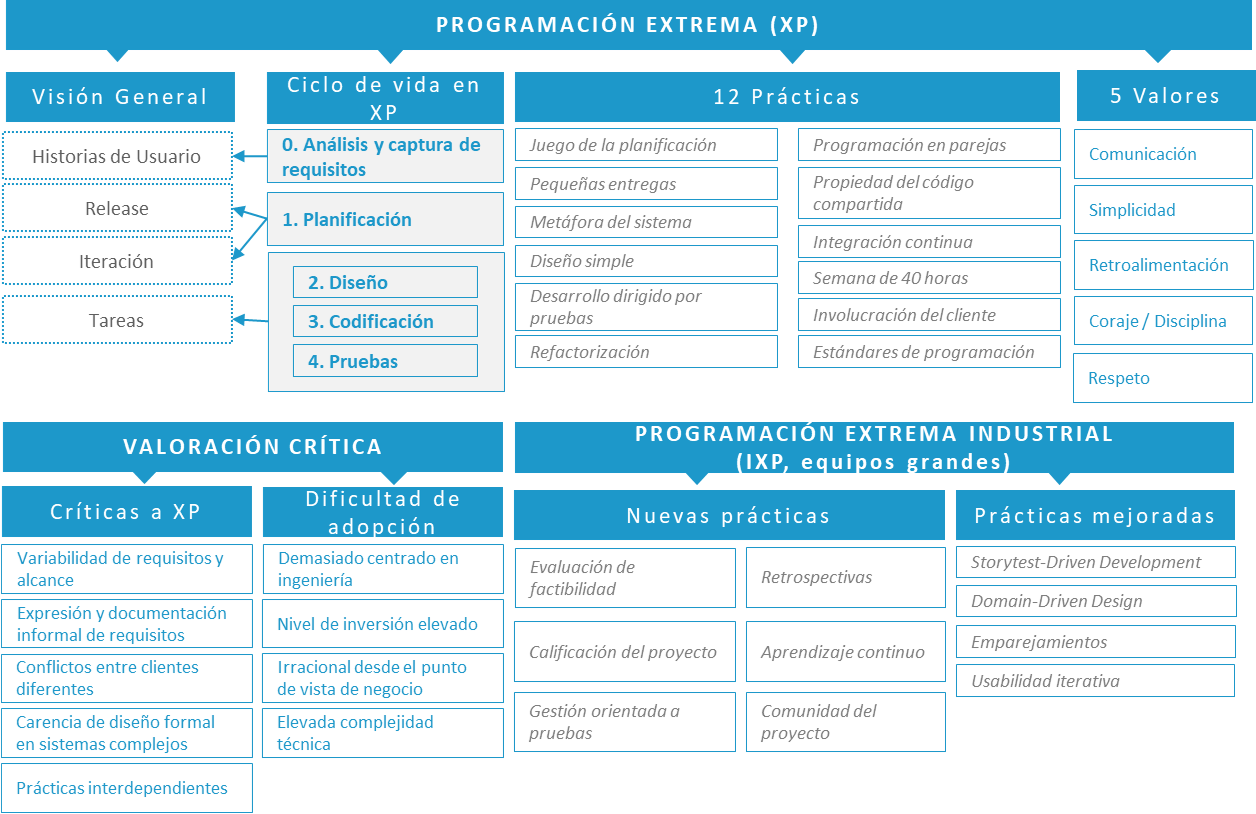 PROGRAMACIÓN EXTREMA (XP)
Visión General
Historias de Usuario
Release
Iteración
Tareas
Ciclo de vida en
XP
0. Análisis y captura de
requisitos
1. Planificación
2. Diseño
3. Codificación
4. Pruebas
12 Prácticas
Juego de la planificación
Pequeñas entregas
Metáfora del sistema
Diseño simple
Desarrollo dirigido por
pruebas
Refactorización
Programación en parejas
Propiedad del código
compartida
Integración continua
Semana de 40 horas
Involucración del cliente
Estándares de programación
5 Valores
Comunicación
Simplicidad
Retroalimentación
Coraje / Disciplina
Respeto
VALORACIÓN CRÍTICA
Críticas a XP
Variabilidad de requisitos y
alcance
Expresión y documentación
informal de requisitos
Conflictos entre clientes
diferentes
Carencia de diseño formal
en sistemas complejos
Prácticas interdependientes
Dificultad de
adopción
Demasiado centrado en
ingeniería
Nivel de inversión elevado
Irracional desde el punto
de vista de negocio
Elevada complejidad
técnica
PROGRAMACIÓN EXTREMA INDUSTRIAL
(IXP, equipos grandes)
Nuevas prácticas
Evaluación de
factibilidad
Calificación del proyecto
Gestión orientada a
pruebas
Retrospectivas
Aprendizaje continuo
Comunidad del
proyecto
Prácticas mejoradas
Storytest-Driven Development
Domain-Driven Design
Emparejamientos
Usabilidad iterativa